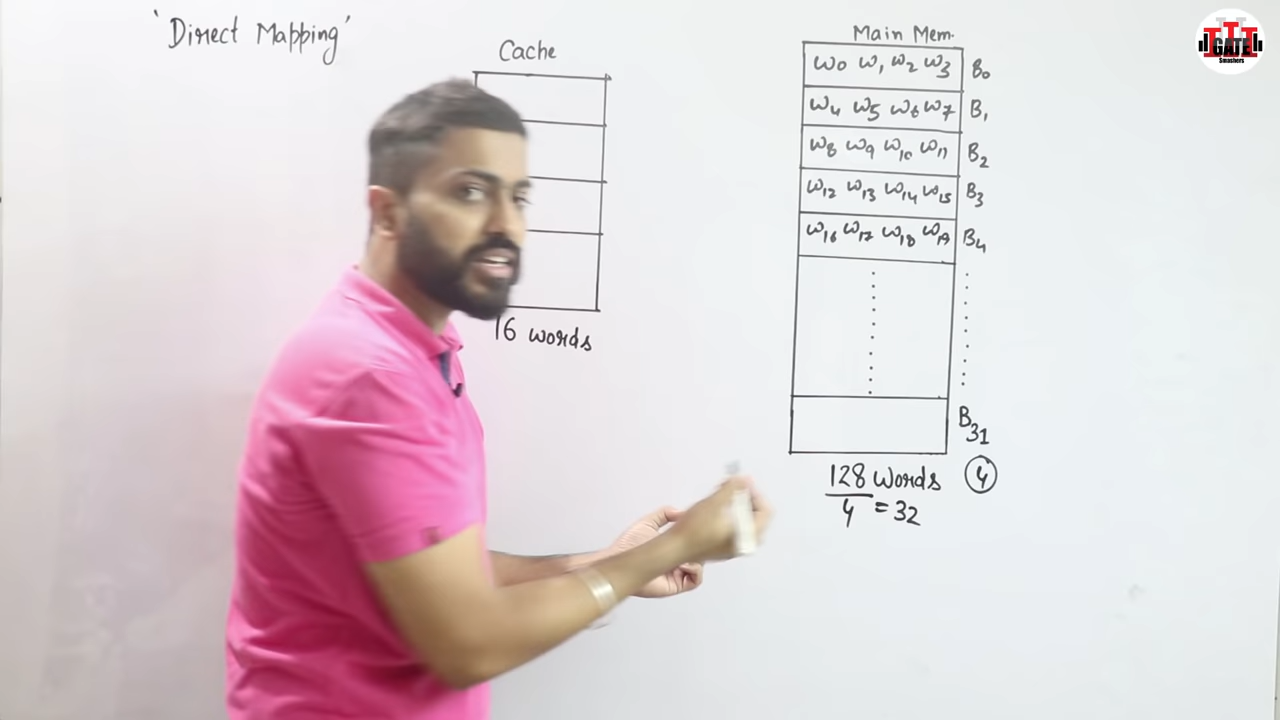 'Direct Mapping'
Cache
16 words
Main Mem.
W0 W1 W2 W3 B0
W4 W5 W6 W7 B1
W8 W9 W10 W11 B2
W12 W13 W14 W15 B3
W16 W17 W18 W19 B4
B31
128 words 4
4 = 32
GATE
Smashers